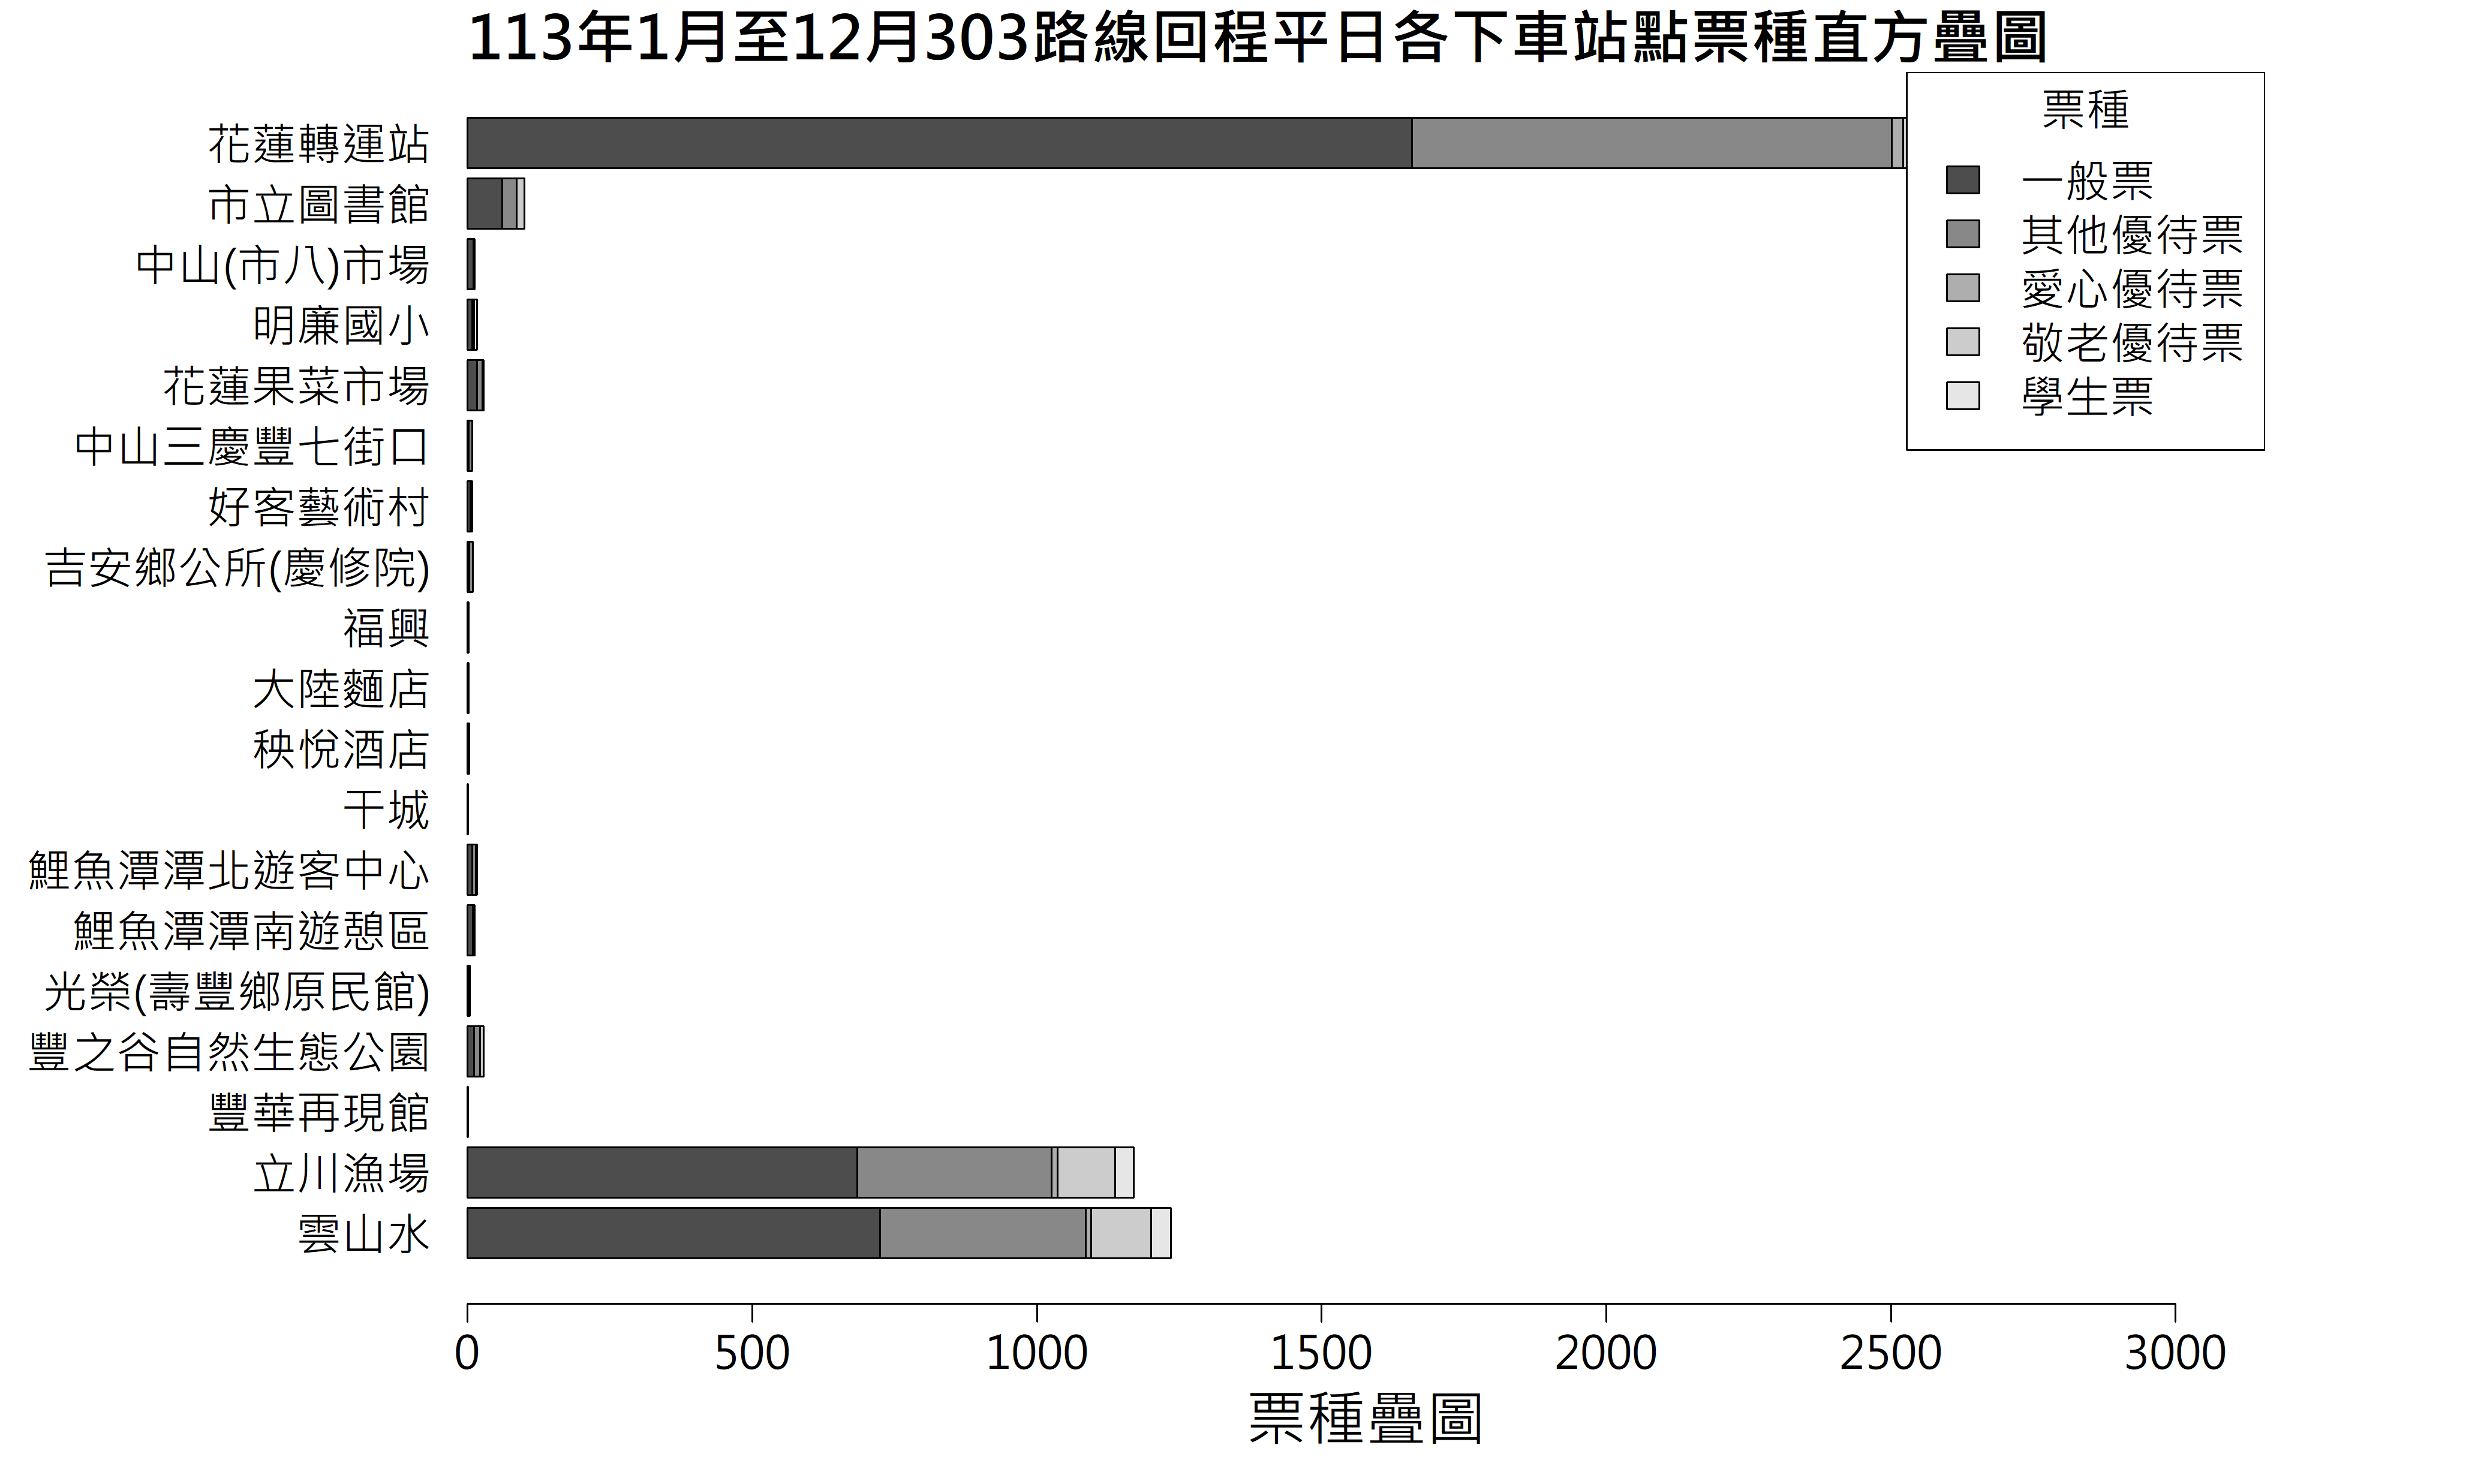 113年1月至12月303路線回程平日各下車站點票種直方疊圖
票種
一般票
其他優待票
愛心優待票
敬老優待票
學生票
花蓮轉運站
市立圖書館
中山(市八)市場
明廉國小
花蓮果菜市場
中山三慶豐七街口
好客藝術村
吉安鄉公所(慶修院)
福興
大陸麵店
秧悅酒店
干城
鯉魚潭潭北遊客中心
鯉魚潭潭南遊憩區
光榮(壽豐鄉原民館)
豐之谷自然生態公園
豐華再現館
立川漁場
雲山水
0 500 1000 1500 2000 2500 3000
票種疊圖